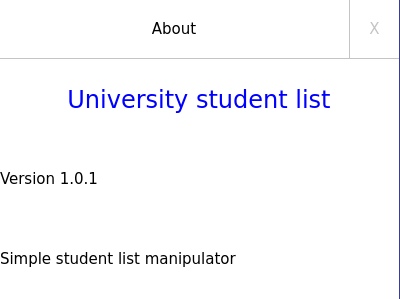 About X
University student list
Version 1.0.1
Simple student list manipulator